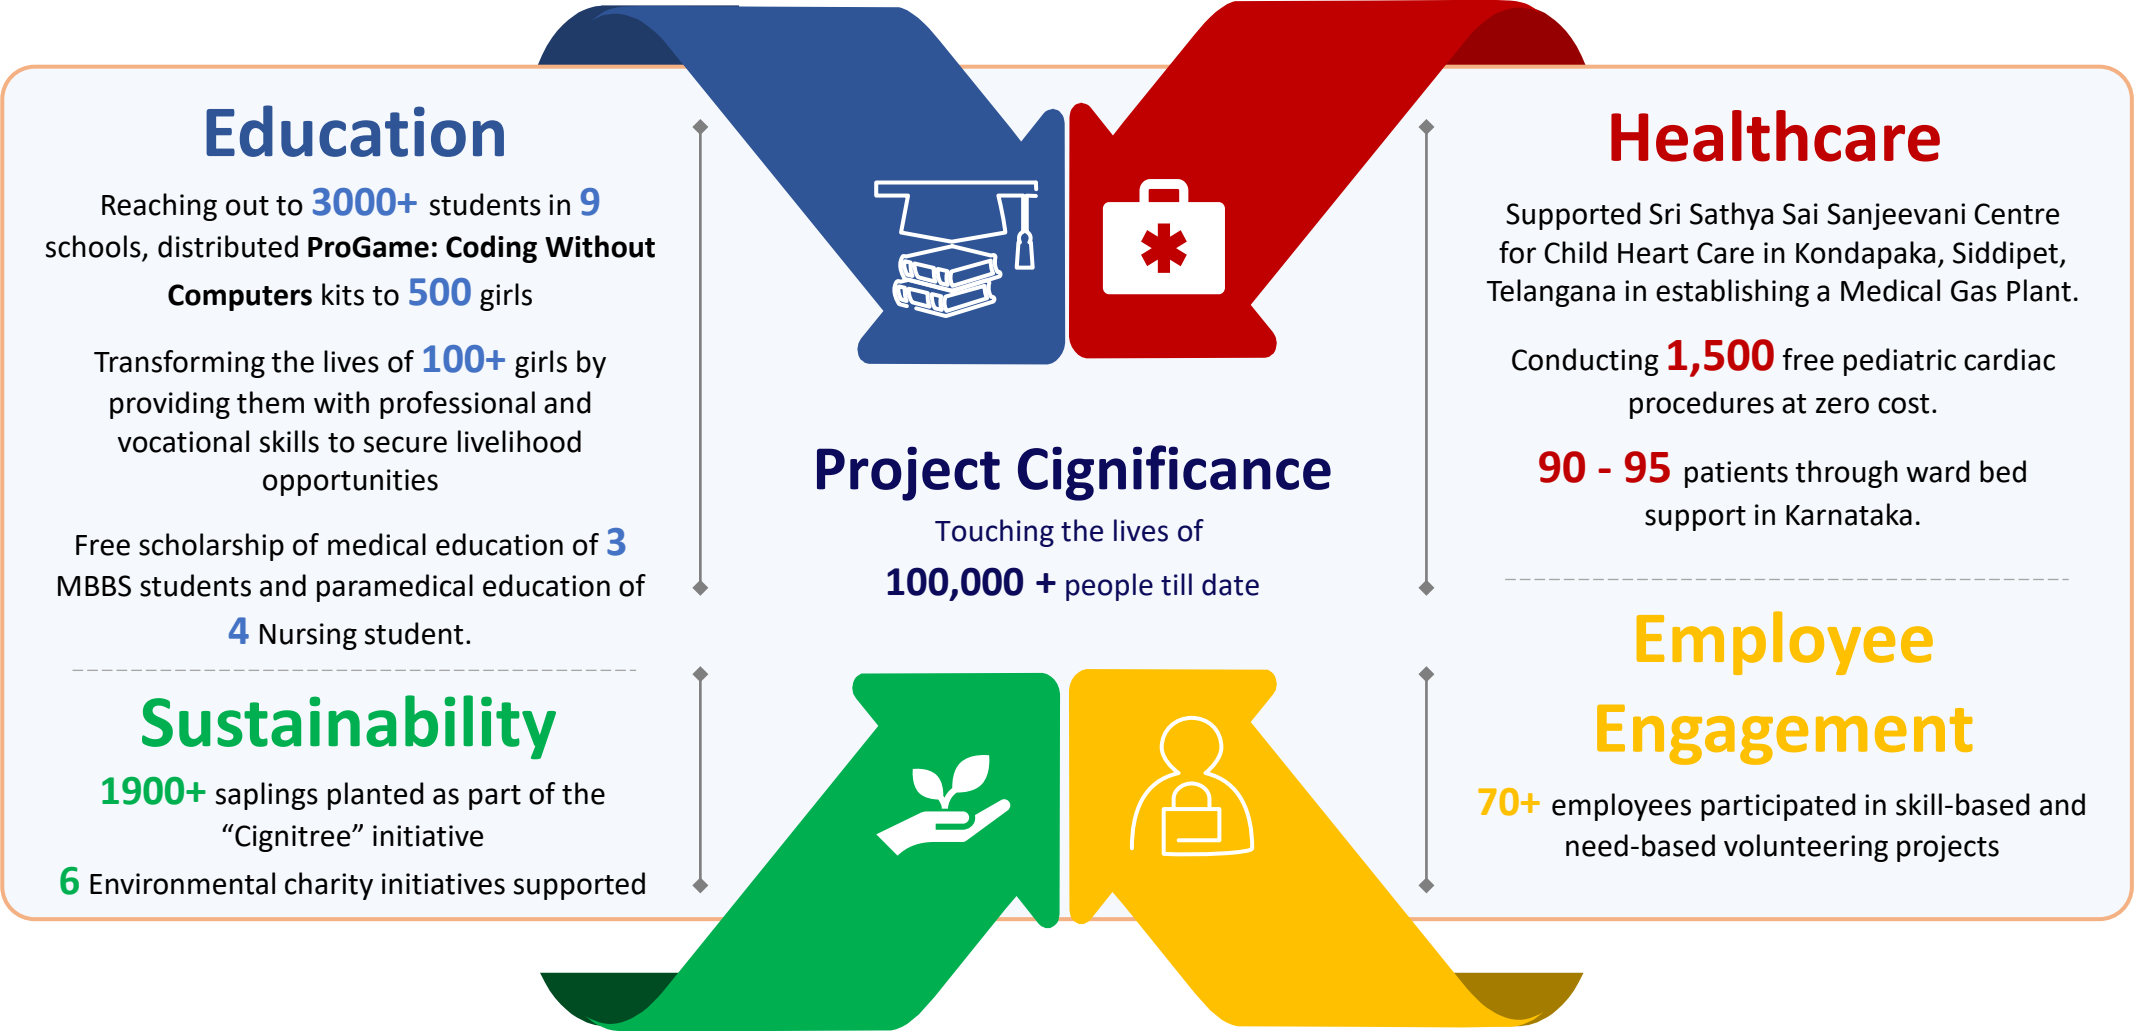 Education
Reaching out to 3000+ students in 9
schools, distributed ProGame: Coding Without
Computers kits to 500 girls
Transforming the lives of 100+ girls by
providing them with professional and
vocational skills to secure livelihood
opportunities
Free scholarship of medical education of 3
MBBS students and paramedical education of
4 Nursing student.
Sustainability
1900+ saplings planted as part of the
“Cignitree” initiative
6 Environmental charity initiatives supported
Project Cignificance
Touching the lives of
100,000 + people till date
Healthcare
Supported Sri Sathya Sai Sanjeevani Centre
for Child Heart Care in Kondapaka, Siddipet,
Telangana in establishing a Medical Gas Plant.
Conducting 1,500 free pediatric cardiac
procedures at zero cost.
90 - 95 patients through ward bed
support in Karnataka.
Employee
Engagement
70+ employees participated in skill-based and
need-based volunteering projects